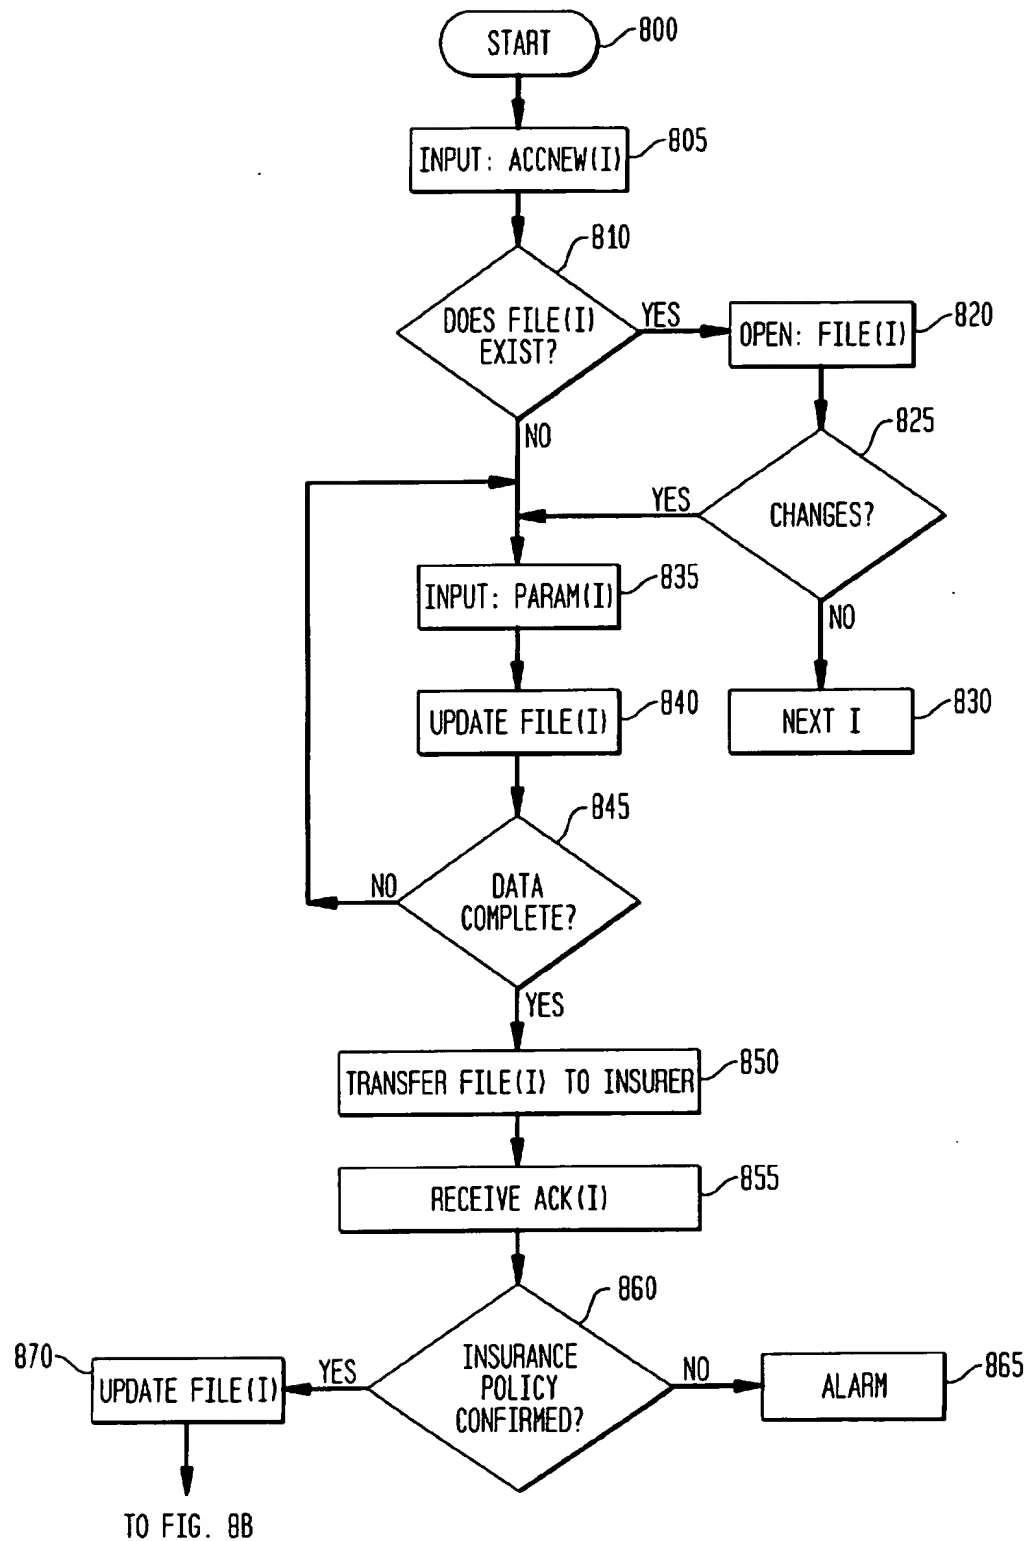 START
800
INPUT: ACCNEW(I)
805
810
DOES FILE(I)
EXIST?
YES
OPEN: FILE(I)
820
NO
825
CHANGES?
YES
NO
INPUT: PARAM(I)
835
UPDATE FILE(I)
840
NEXT I
830
845
DATA
COMPLETE?
NO
YES
TRANSFER FILE(I) TO INSURER
850
RECEIVE ACK(I)
855
860
INSURANCE
POLICY
CONFIRMED?
YES
NO
870
UPDATE FILE(I)
ALARM
865
TO FIG. 8B